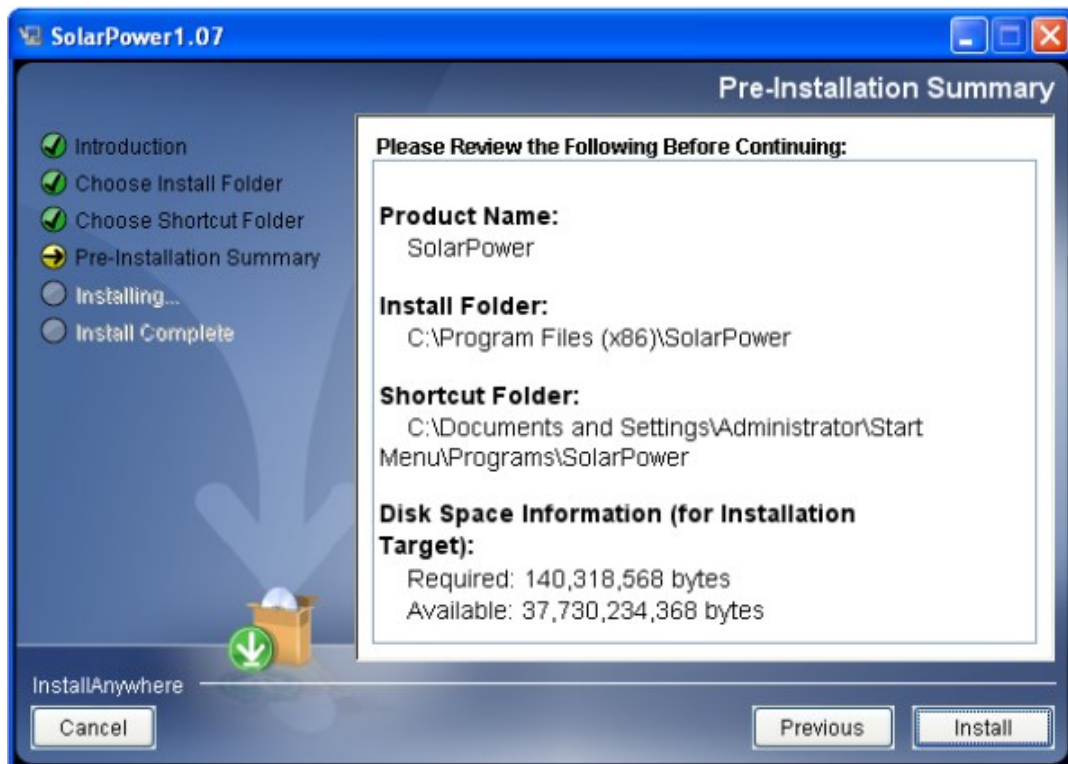 SolarPower1.07
Pre-Installation Summary
Introduction
Choose Install Folder
Choose Shortcut Folder
Pre-Installation Summary
Installing...
Install Complete
Please Review the Following Before Continuing:
Product Name:
SolarPower
Install Folder:
C:\Program Files (x86)\SolarPower
Shortcut Folder:
C:\Documents and Settings\Administrator\Start
Menu\Programs\SolarPower
Disk Space Information (for Installation
Target):
Required: 140,318,568 bytes
Available: 37,730,234,368 bytes
InstallAnywhere
Cancel
Previous
Install